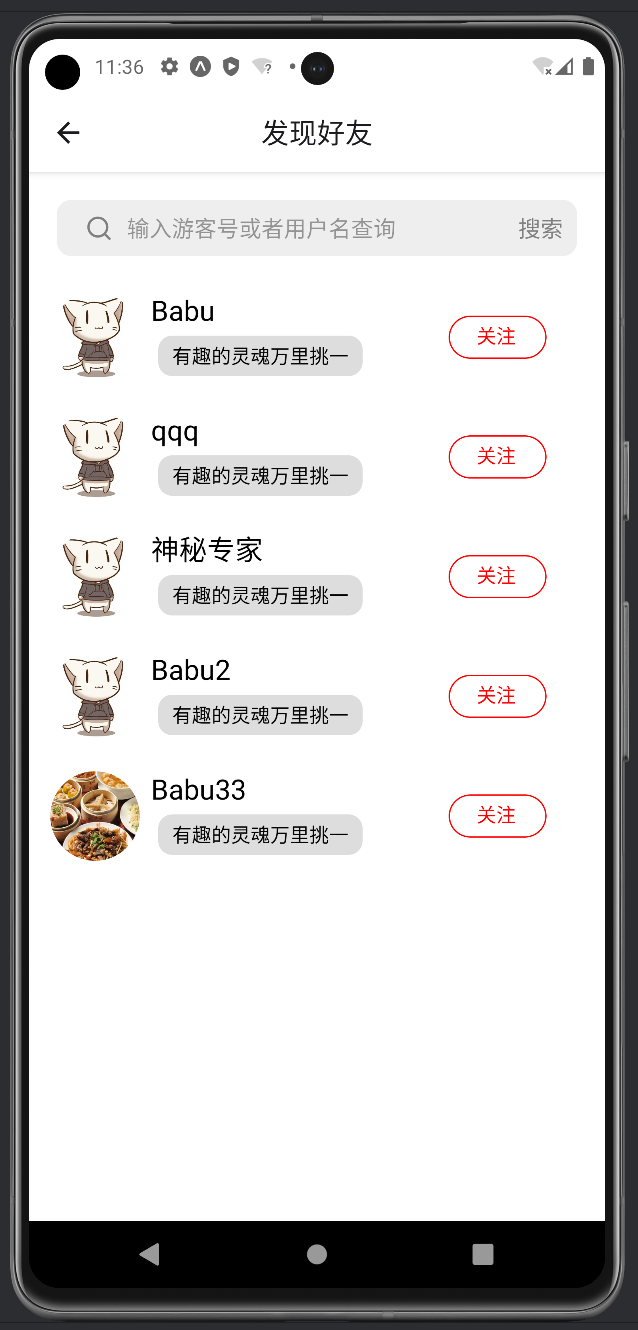 11:36
发现好友
输入游客号或者用户名查询 搜索
Babu
有趣的灵魂万里挑一
关注
qqq
有趣的灵魂万里挑一
关注
神秘专家
有趣的灵魂万里挑一
关注
Babu2
有趣的灵魂万里挑一
关注
Babu33
有趣的灵魂万里挑一
关注